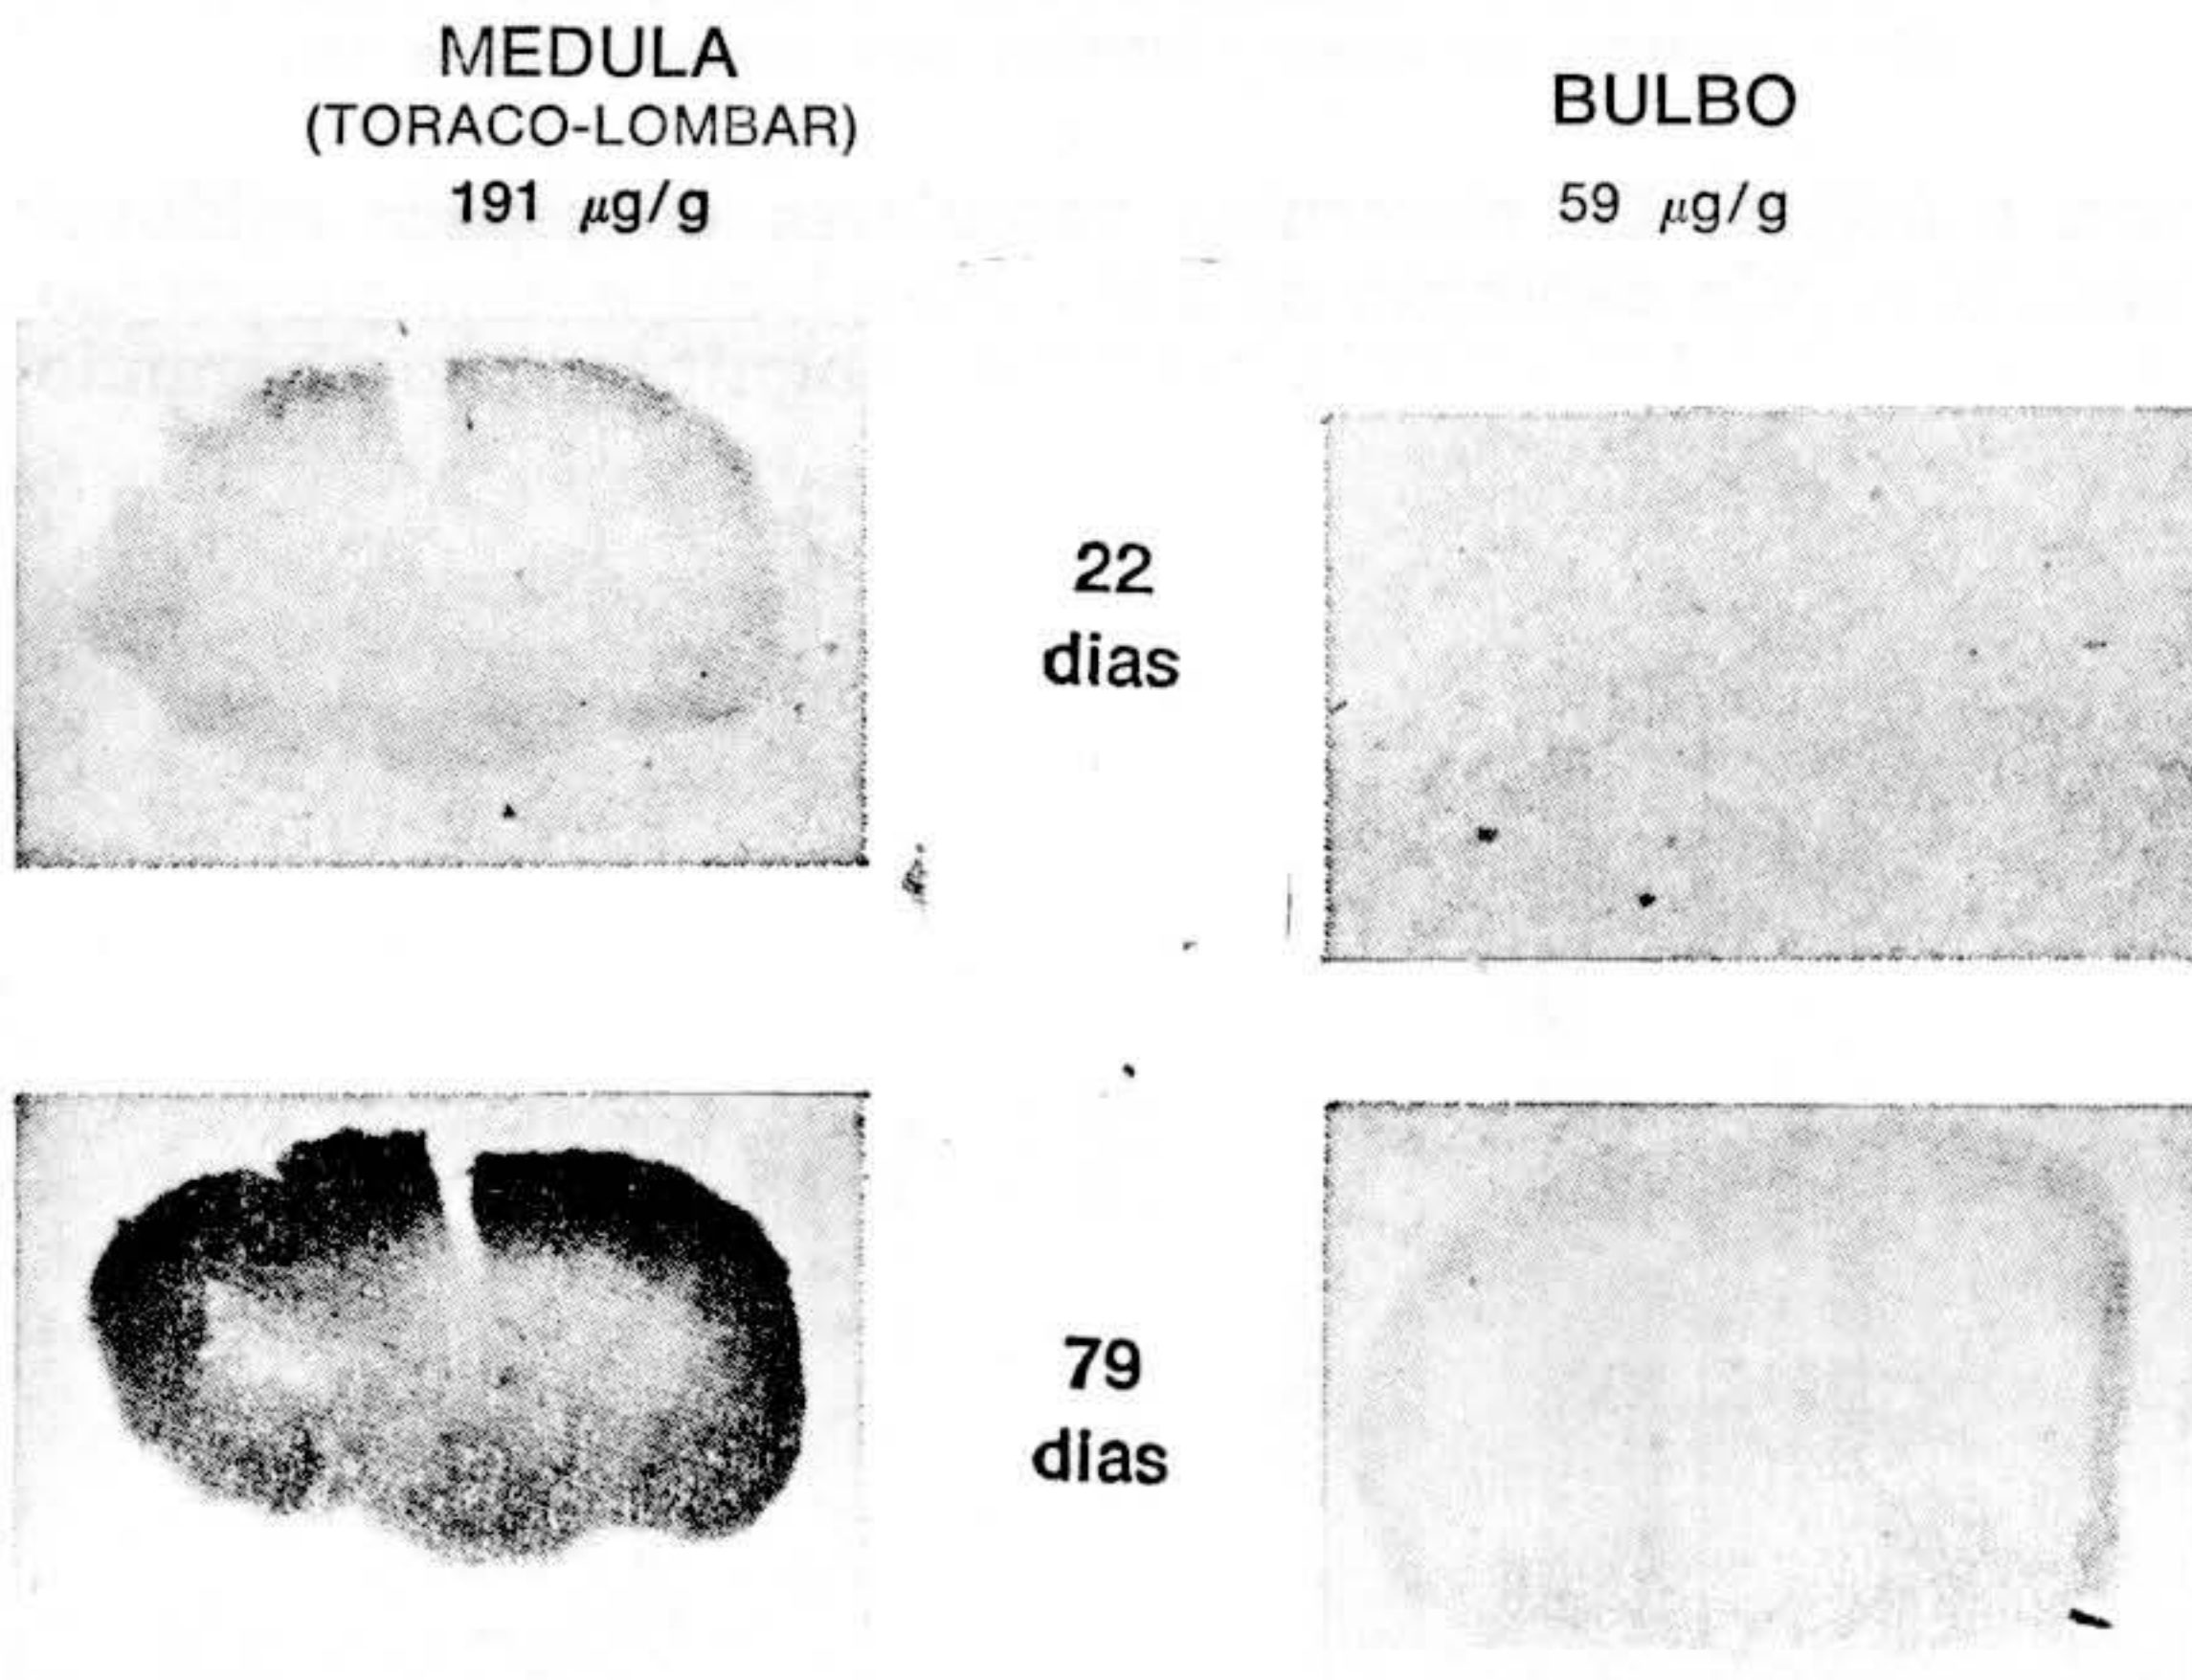 MEDULA
(TORACO-LOMBAR)
191 μg/g
BULBO
59 μg/g
22
dias
79
dias